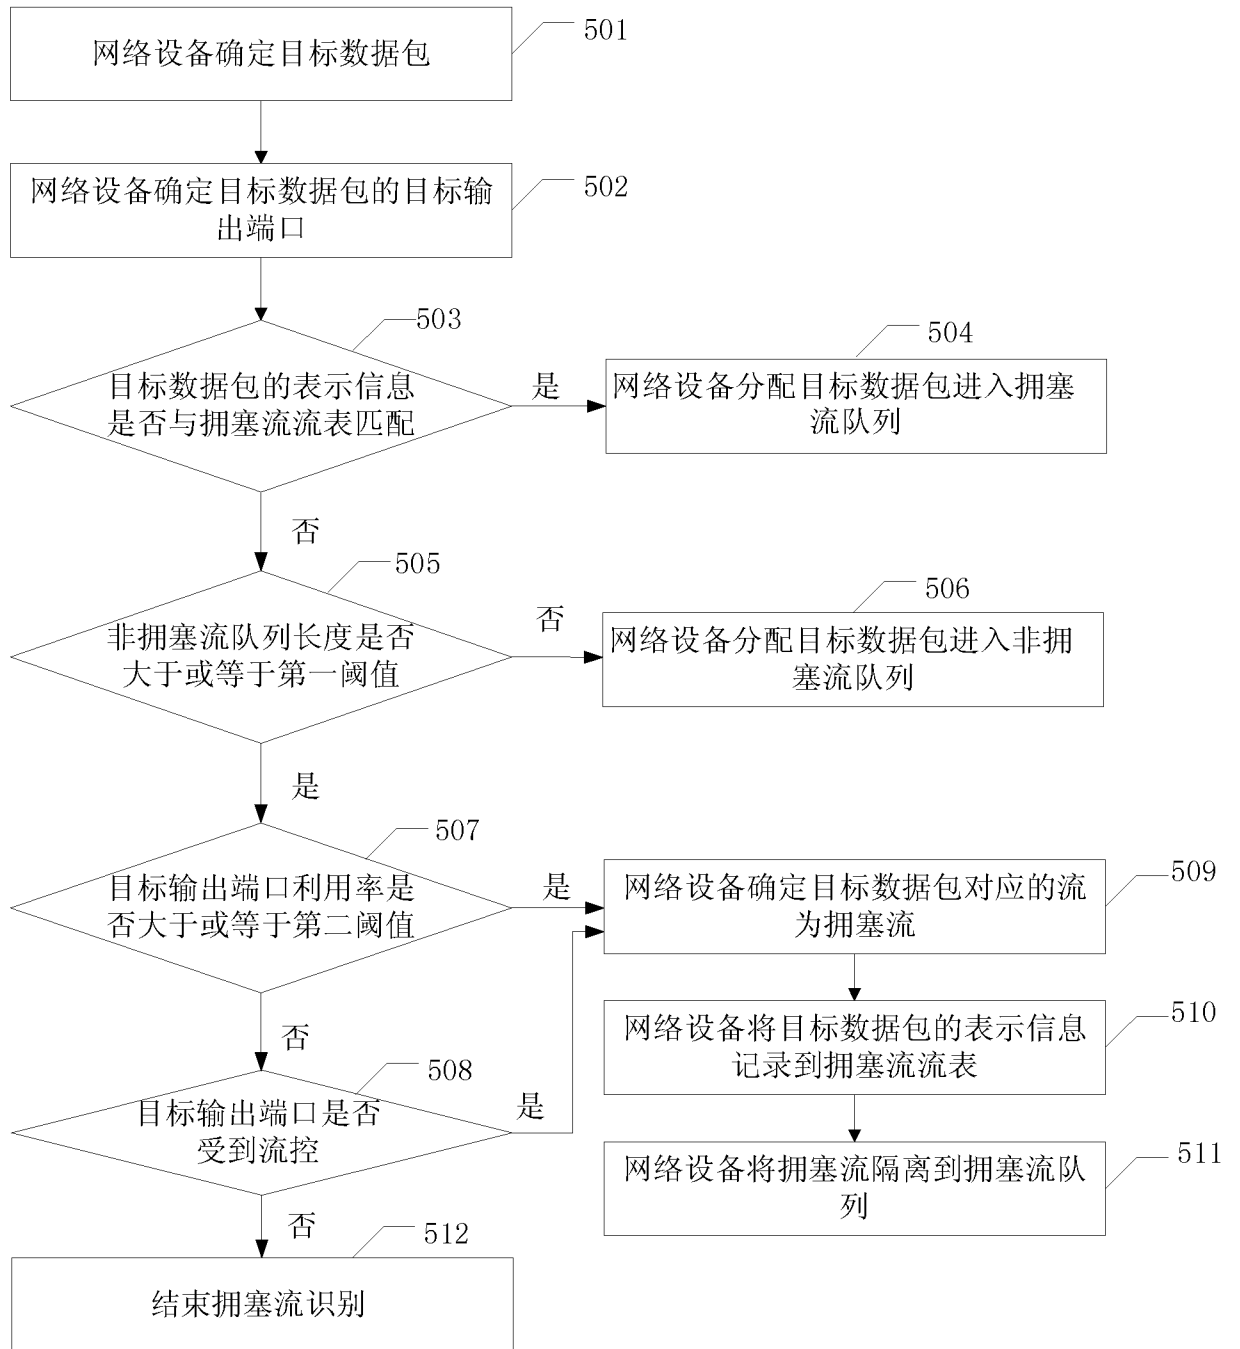 网络设备确定目标数据包
501
网络设备确定目标数据包的目标输
出端口
502
503
目标数据包的表示信息
是否与拥塞流流表匹配
是
504
网络设备分配目标数据包进入拥塞
流队列
否
505
非拥塞流队列长度是否
大于或等于第一阈值
否
506
网络设备分配目标数据包进入非拥
塞流队列
是
507
目标输出端口利用率是
否大于或等于第二阈值
是
509
网络设备确定目标数据包对应的流
为拥塞流
否
508
目标输出端口是否
受到流控
是
510
网络设备将目标数据包的表示信息
记录到拥塞流流表
511
网络设备将拥塞流隔离到拥塞流队
列
否
512
结束拥塞流识别